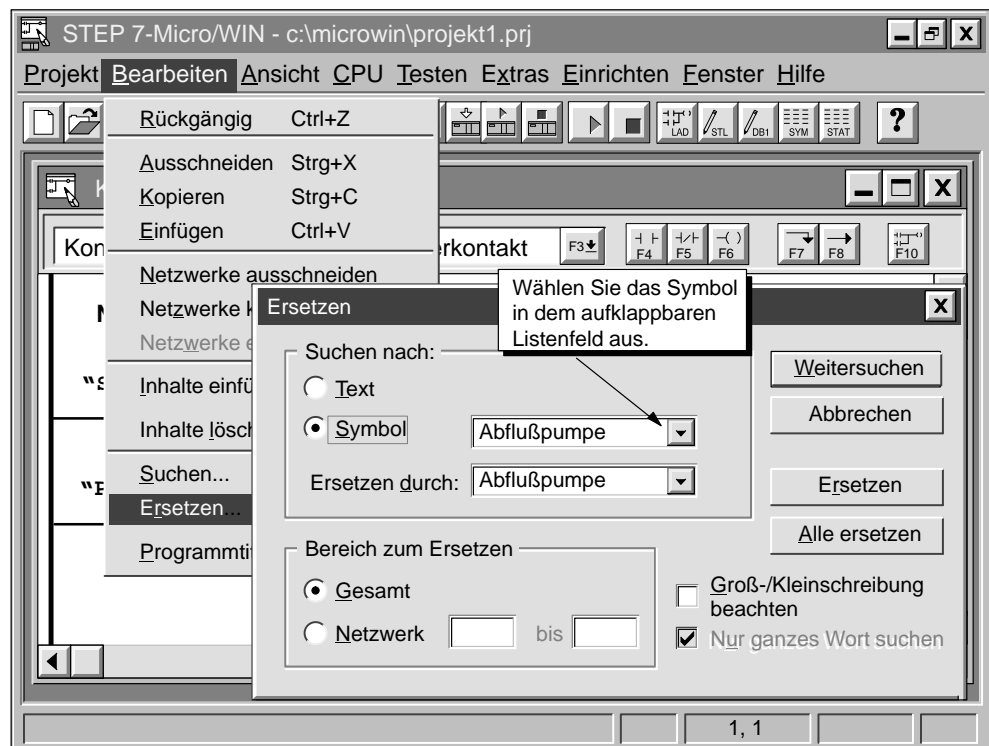 STEP 7-Micro/WIN - c:\microwin\projekt1.prj
Projekt Bearbeiten Ansicht CPU Testen Extras Einrichten Fenster Hilfe
LAD STL DB1 SYM STAT ?
Rückgängig Ctrl+Z
Ausschneiden Strg+X
Kopieren Strg+C
Einfügen Ctrl+V
Netzwerke ausschneiden
Inhalte
Suchen...
Ersetzen...
F3 F4 F5 F6 F7 F8 F10
Ersetzen
Wählen Sie das Symbol
in dem aufklappbaren
Listenfeld aus.
Suchen nach:
Text
Symbol Abflußpumpe
Ersetzen durch: Abflußpumpe
Weitersuchen
Abbrechen
Ersetzen
Alle ersetzen
Bereich zum Ersetzen
Gesamt
Netzwerk bis
Groß-/Kleinschreibung
beachten
Nur ganzes Wort suchen
1, 1